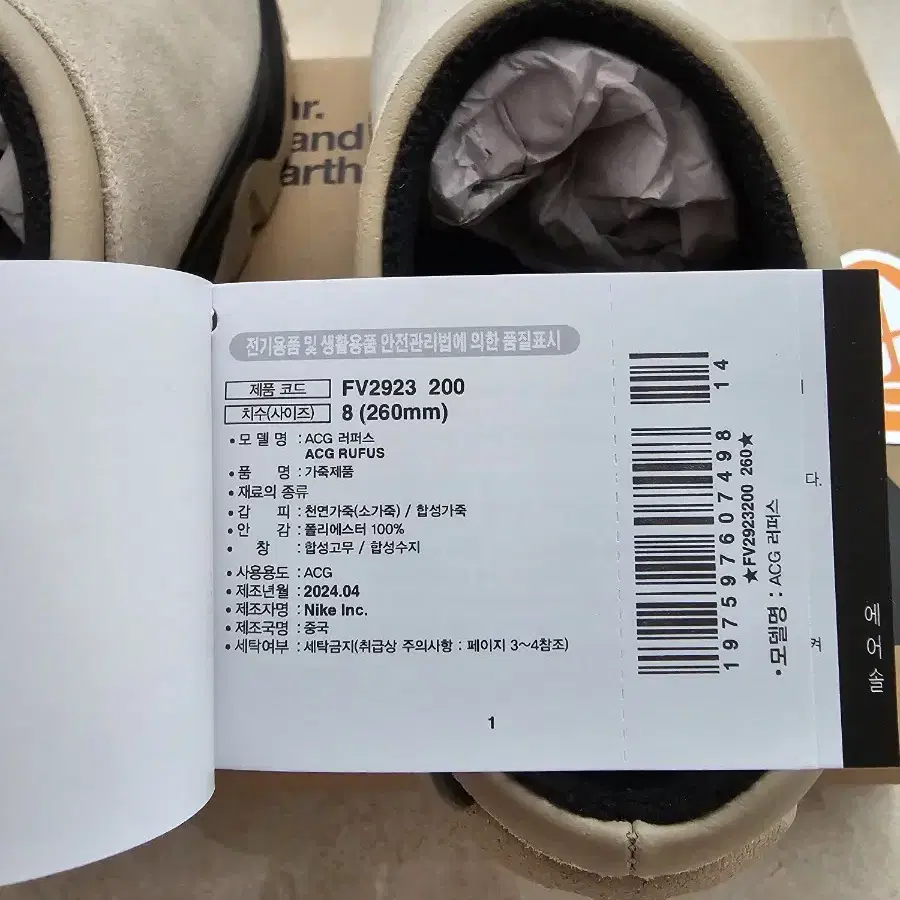 and
arth
전기용품 및 생활용품 안전관리법에 의한 품질표시
제품 코드 FV2923 200
치수(사이즈) 8 (260mm)
• 모 델 명 : ACG 러퍼스
ACG RUFUS
• 품 명 : 가죽제품
• 재료의 종류
• 갑 피 : 천연가죽(소가죽) / 합성가죽
• 안 감 : 폴리에스터 100%
• 창 : 합성고무 / 합성수지
• 사용용도 : ACG
• 제조년월 : 2024.04
• 제조자명 : Nike Inc.
• 제조국명 : 중국
• 세탁여부 : 세탁금지(취급상 주의사항 : 페이지 3~4참조)
1
14
197597607498
★FV2923200 260★
• 모델명 : ACG 러퍼스
다.
켜
에어솔